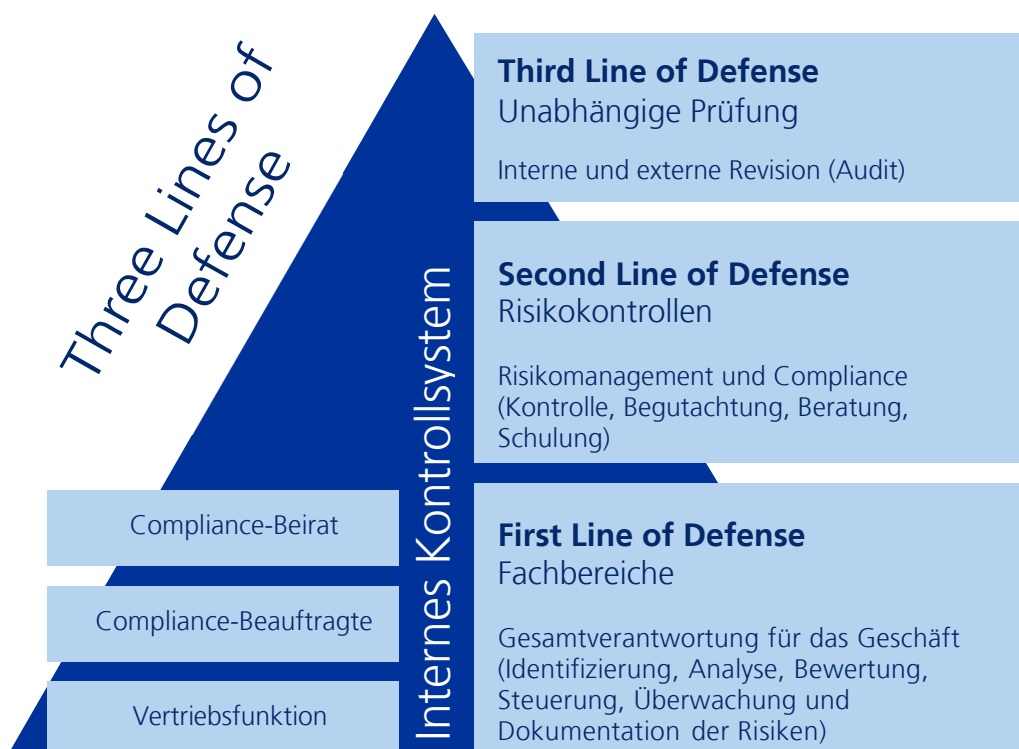 Three Lines of
Defense
Third Line of Defense
Unabhängige Prüfung
Interne und externe Revision (Audit)
Second Line of Defense
Risikokontrollen
Risikomanagement und Compliance
(Kontrolle, Begutachtung, Beratung,
Schulung)
Internes Kontrollsystem
Compliance-Beirat
Compliance-Beauftragte
Vertriebsfunktion
First Line of Defense
Fachbereiche
Gesamtverantwortung für das Geschäft
(Identifizierung, Analyse, Bewertung,
Steuerung, Überwachung und
Dokumentation der Risiken)